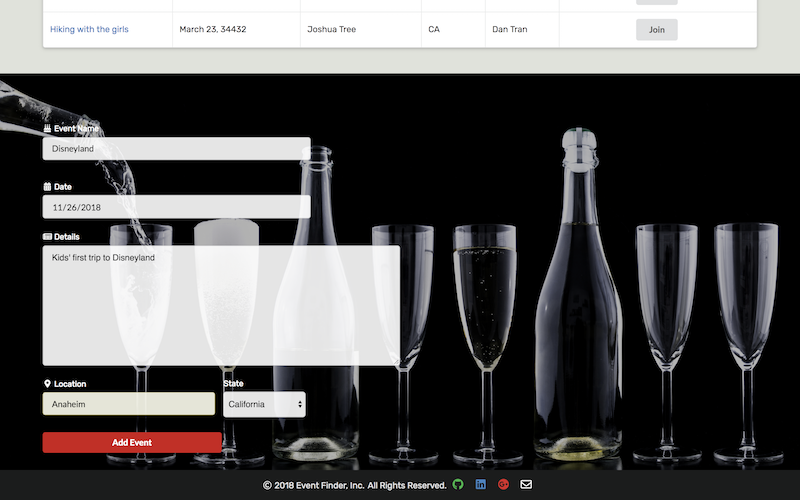 Hiking with the girls March 23, 34432 Joshua Tree CA Dan Tran Join
Event Name
Disneyland
Date
11/26/2018
Details
Kids' first trip to Disneyland
Location State
Anaheim California
Add Event
© 2018 Event Finder, Inc. All Rights Reserved.